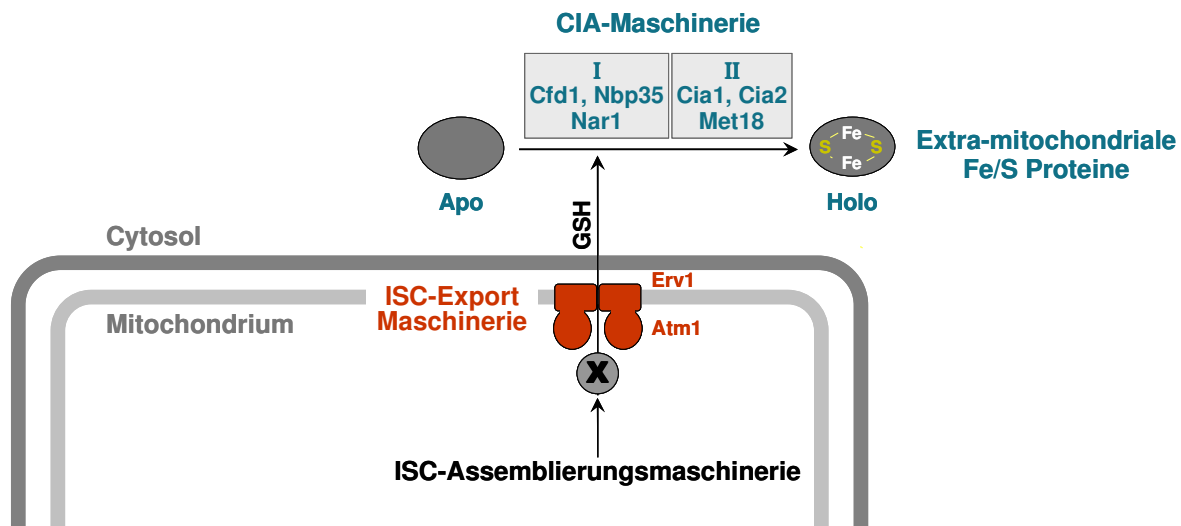 CIA-Maschinerie
I
Cfd1, Nbp35
Nar1
II
Cia1, Cia2
Met18
Apo
Fe
S S
Fe
Holo
Extra-mitochondriale
Fe/S Proteine
GSH
Cytosol
Mitochondrium
ISC-Export
Maschinerie
Erv1
Atm1
X
ISC-Assemblierungsmaschinerie